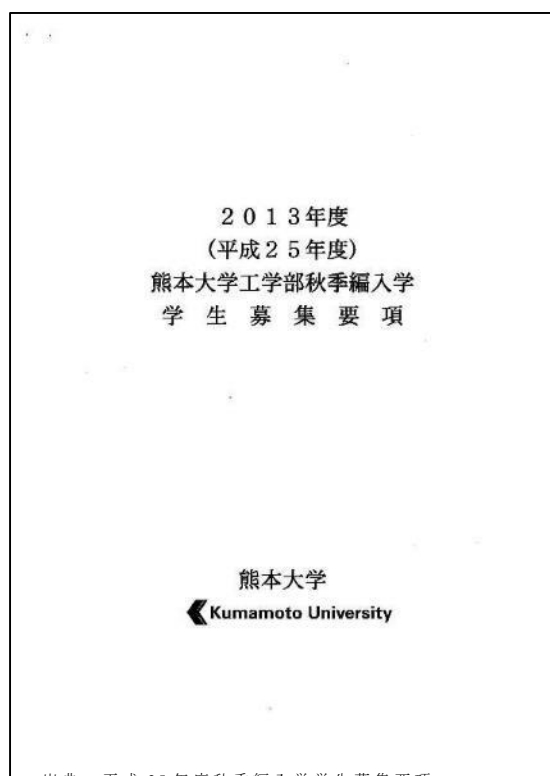 ２０１３年度
(平成２５年度)
熊本大学工学部秋季編入学
学生募集要項
熊本大学
Kumamoto University